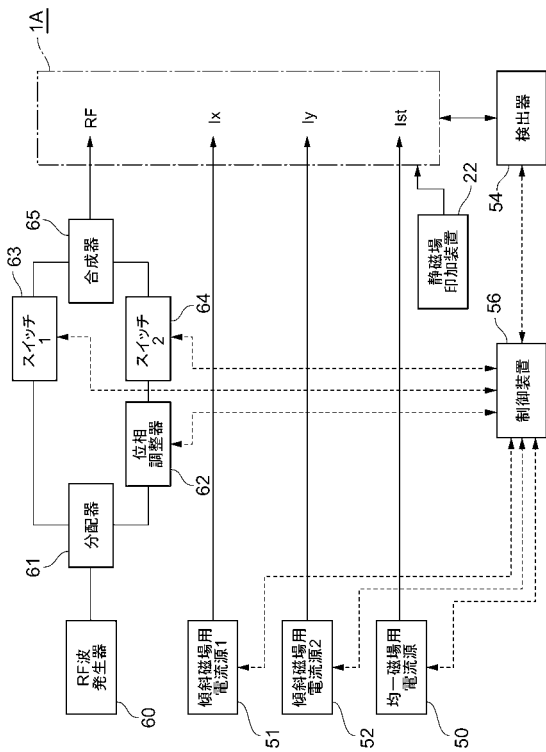 1A
RF
Ix
Iy
Ist
検出器
54
静磁場
印加装置
22
合成器
65
スイッチ
1
63
スイッチ
2
64
位相
調整器
62
分配器
61
RF波
発生器
60
傾斜磁場用
電流源1
51
傾斜磁場用
電流源2
52
均一磁場用
電流源
50
制御装置
56